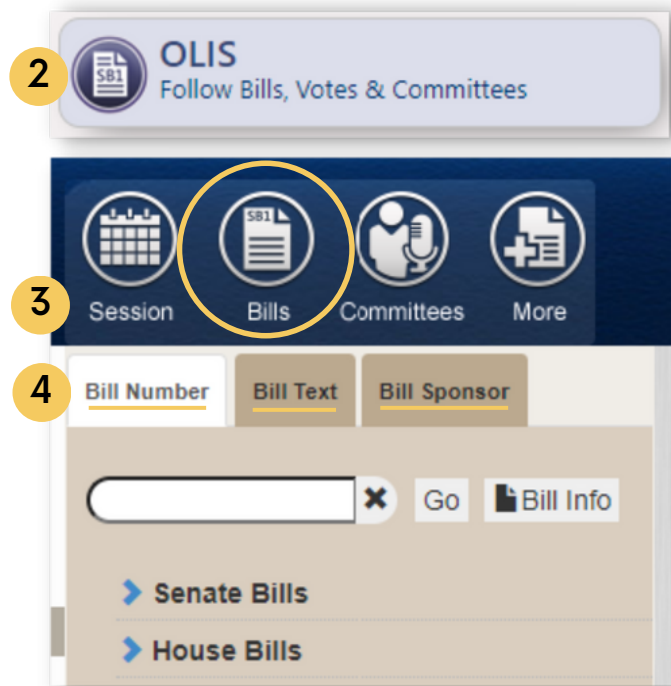 2
SB1
OLIS
Follow Bills, Votes & Committees
SB1
3
Session Bills Committees More
4
Bill Number Bill Text Bill Sponsor
Go Bill Info
Senate Bills
House Bills